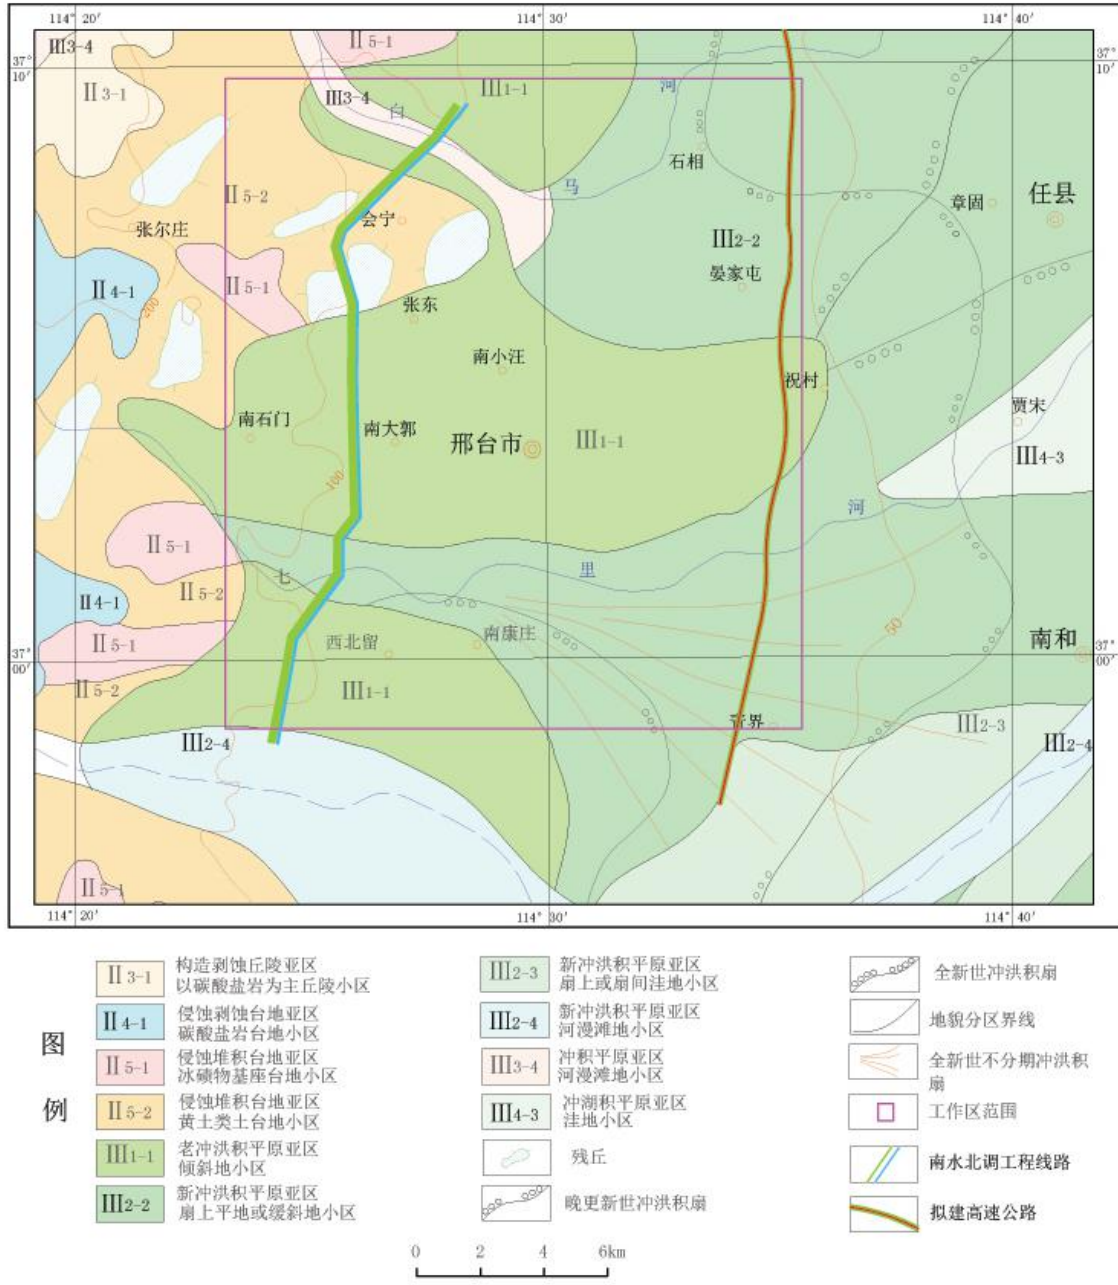 114° 20′
114° 30′
114° 40′
37°
10′
37°
10′
Ⅲ3-4
Ⅱ5-1
Ⅱ3-1
Ⅲ3-4
Ⅲ1-1
白
河
石相
马
Ⅱ5-2
章固
任县
张尔庄
会宁
Ⅲ2-2
晏家屯
Ⅱ4-1
Ⅱ5-1
200
张东
南小汪
祝村
贾宋
南石门
南大郭
邢台市
Ⅲ1-1
Ⅲ4-3
100
河
Ⅱ5-1
七
里
Ⅱ4-1
Ⅱ5-2
50
Ⅱ5-1
西北留
南康庄
南和
37°
00′
37°
00′
Ⅱ5-2
Ⅲ1-1
Ⅲ2-4
Ⅲ2-3
Ⅲ2-4
Ⅱ5-1
114° 20′
114° 30′
114° 40′
图
例
Ⅱ3-1
构造剥蚀丘陵亚区
以碳酸盐岩为主丘陵小区
Ⅱ4-1
侵蚀剥蚀台地亚区
碳酸盐岩台地小区
Ⅱ5-1
侵蚀堆积台地亚区
冰碛物基座台地小区
Ⅱ5-2
侵蚀堆积台地亚区
黄土类土台地小区
Ⅲ1-1
老冲洪积平原亚区
倾斜地小区
Ⅲ2-2
新冲洪积平原亚区
扇上平地或缓斜地小区
Ⅲ2-3
新冲洪积平原亚区
扇上或扇间洼地小区
Ⅲ2-4
新冲洪积平原亚区
河漫滩地小区
Ⅲ3-4
冲积平原亚区
河漫滩地小区
Ⅲ4-3
冲湖积平原亚区
洼地小区
残丘
晚更新世冲洪积扇
全新世冲洪积扇
地貌分区界线
全新世不分期冲洪积
扇
工作区范围
南水北调工程线路
拟建高速公路
0 2 4 6km